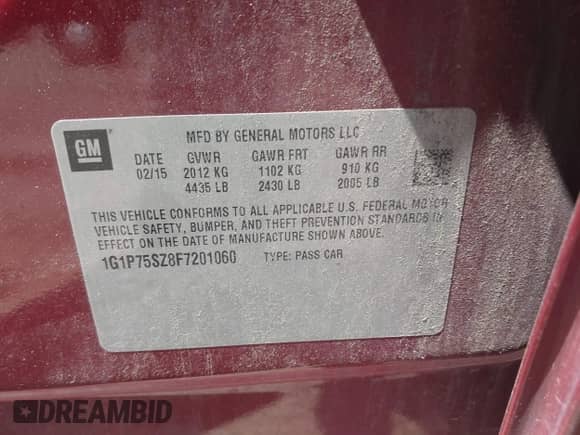 GM
MFD BY GENERAL MOTORS LLC
DATE GVWR GAWR FRT GAWR RR
02/15 2012 KG 1102 KG 910 KG
4435 LB 2430 LB 2005 LB
THIS VEHICLE CONFORMS TO ALL APPLICABLE U.S. FEDERAL MOTOR
VEHICLE SAFETY, BUMPER, AND THEFT PREVENTION STANDARDS IN
EFFECT ON THE DATE OF MANUFACTURE SHOWN ABOVE.
1G1P75SZ8F7201060 TYPE: PASS CAR
DREAMBID